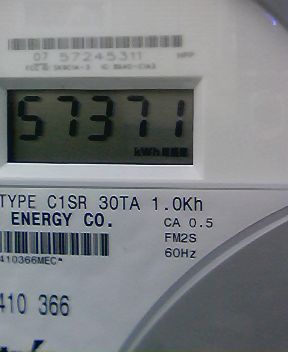 07 57245311
57371
kWh
TYPE C1SR 30TA 1.0Kh
ENERGY CO.
CA 0.5
FM2S
60Hz
410366MEC*
410 366